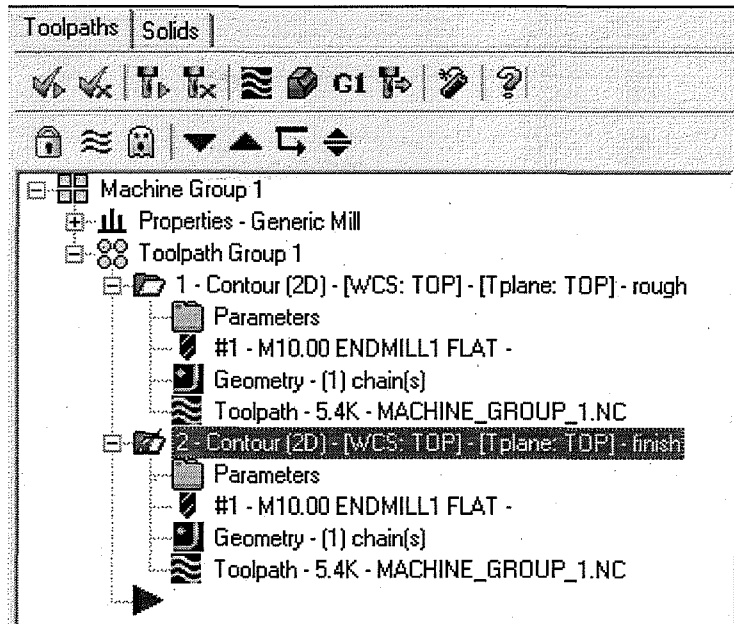 Toolpaths Solids
G1
Machine Group 1
Properties - Generic Mill
Toolpath Group 1
1 - Contour (2D) - [WCS: TOP] - [Tplane: TOP] - rough
Parameters
#1 - M10.00 ENDMILL1 FLAT -
Geometry - (1) chain(s)
Toolpath - 5.4K - MACHINE_GROUP_1.NC
2 - Contour (2D) - [WCS: TOP] - [Tplane: TOP] - finish
Parameters
#1 - M10.00 ENDMILL1 FLAT -
Geometry - (1) chain(s)
Toolpath - 5.4K - MACHINE_GROUP_1.NC